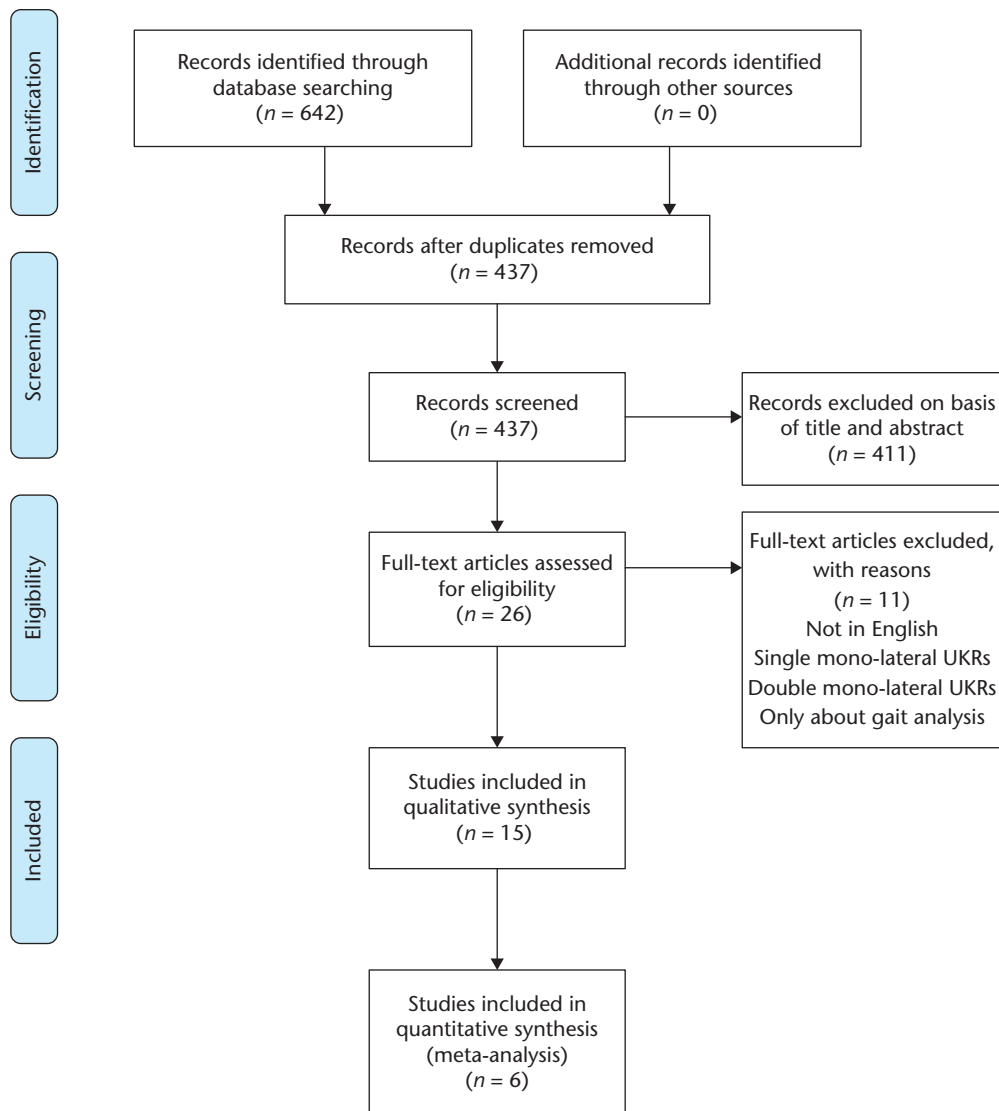 Identification
Records identified through
database searching
(n = 642)
Additional records identified
through other sources
(n = 0)
Records after duplicates removed
(n = 437)
Screening
Records screened
(n = 437)
Records excluded on basis
of title and abstract
(n = 411)
Eligibility
Full-text articles assessed
for eligibility
(n = 26)
Full-text articles excluded,
with reasons
(n = 11)
Not in English
Single mono-lateral UKRs
Double mono-lateral UKRs
Only about gait analysis
Included
Studies included in
qualitative synthesis
(n = 15)
Studies included in
quantitative synthesis
(meta-analysis)
(n = 6)